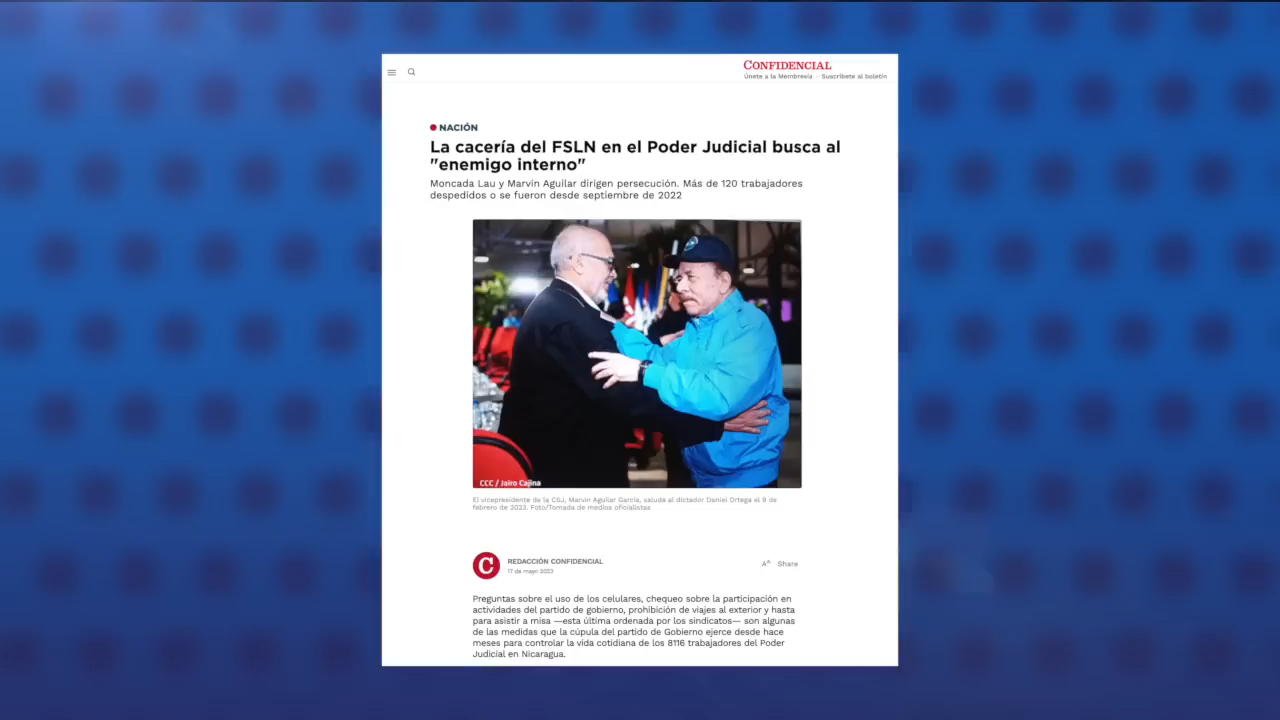 CONFIDENCIAL
Únete a la Membresía · Suscríbete al boletín
NACIÓN
La cacería del FSLN en el Poder Judicial busca al
"enemigo interno"
Moncada Lau y Marvin Aguilar dirigen persecución. Más de 120 trabajadores
despedidos o se fueron desde septiembre de 2022
CCC / Jairo Cajina
El vicepresidente de la CSJ, Marvin Aguilar García, saluda al dictador Daniel Ortega el 9 de
febrero de 2023. Foto/Tomada de medios oficialistas
C REDACCIÓN CONFIDENCIAL
17 de mayo 2023
AA Share
Preguntas sobre el uso de los celulares, chequeo sobre la participación en
actividades del partido de gobierno, prohibición de viajes al exterior y hasta
para asistir a misa —esta última ordenada por los sindicatos— son algunas
de las medidas que la cúpula del partido de Gobierno ejerce desde hace
meses para controlar la vida cotidiana de los 8116 trabajadores del Poder
Judicial en Nicaragua.